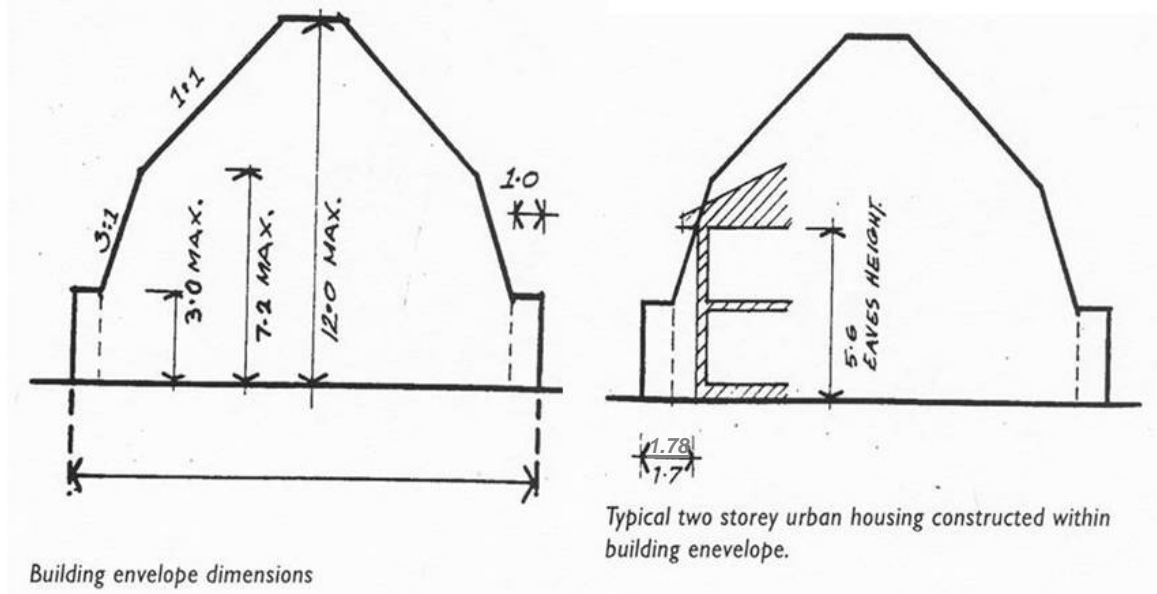 1:1
3:1
3.0 MAX.
7.2 MAX.
12.0 MAX.
1.0
Building envelope dimensions
5.6
EAVES HEIGHT.
1.78
1.7
Typical two storey urban housing constructed within
building enevelope.